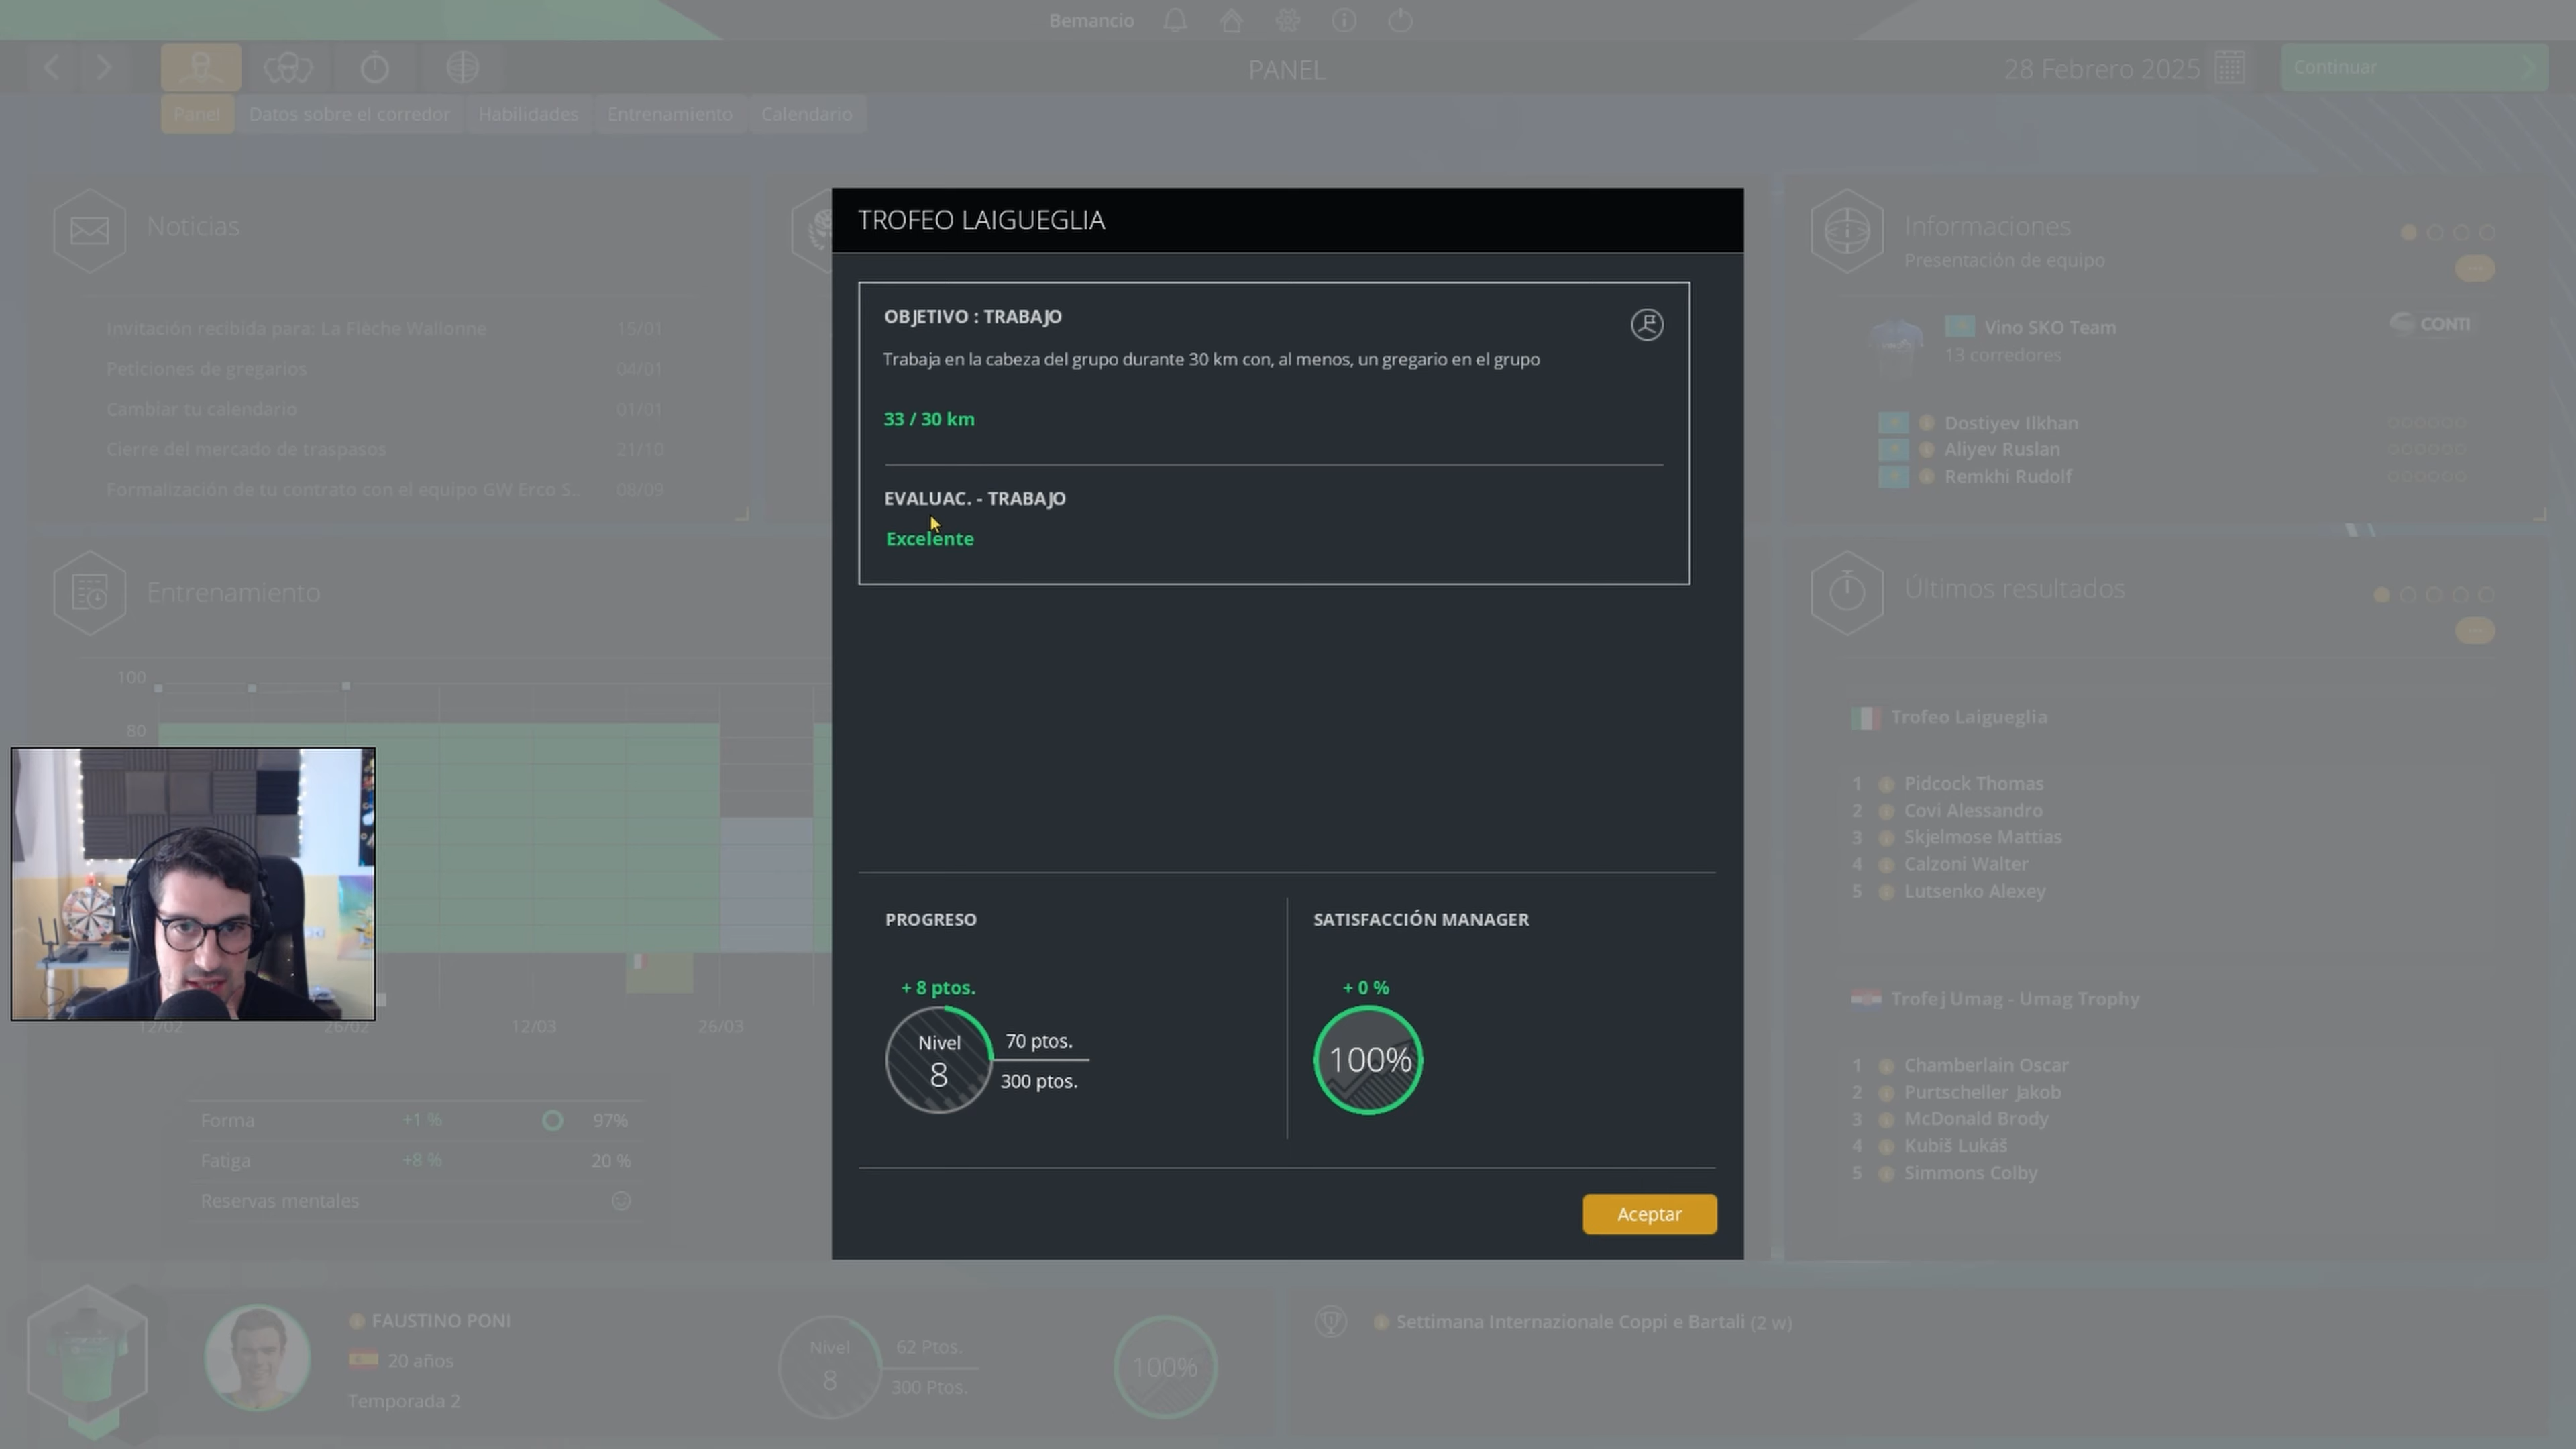 Bemancio
PANEL
28 Febrero 2025
Continuar
Panel
Datos sobre el corredor
Habilidades
Entrenamiento
Calendario
Noticias
Invitación recibida para: La Flèche Wallonne 15/01
Peticiones de gregarios 04/01
Cambiar tu calendario 01/01
Cierre del mercado de traspasos 21/10
Formalización de tu contrato con el equipo GW Erco S... 08/09
Entrenamiento
100
80
12/02
26/02
12/03
26/03
Forma +1 % 97%
Fatiga +8 % 20 %
Reservas mentales
TROFEO LAIGUEGLIA
OBJETIVO : TRABAJO
Trabaja en la cabeza del grupo durante 30 km con, al menos, un gregario en el grupo
33 / 30 km
EVALUAC. - TRABAJO
Excelente
PROGRESO
+ 8 ptos.
Nivel
8
70 ptos.
300 ptos.
SATISFACCIÓN MANAGER
+ 0 %
100%
Aceptar
Informaciones
Presentación de equipo
Vino SKO Team
CONTI
13 corredores
Dostiyev Ilkhan
Aliyev Ruslan
Remkhi Rudolf
Últimos resultados
Trofeo Laigueglia
1 Pidcock Thomas
2 Covi Alessandro
3 Skjelmose Mattias
4 Calzoni Walter
5 Lutsenko Alexey
Trofej Umag - Umag Trophy
1 Chamberlain Oscar
2 Purtscheller Jakob
3 McDonald Brody
4 Kubiš Lukáš
5 Simmons Colby
FAUSTINO PONI
20 años
Temporada 2
Nivel
8
62 Ptos.
300 Ptos.
100%
Settimana Internazionale Coppi e Bartali (2 w)